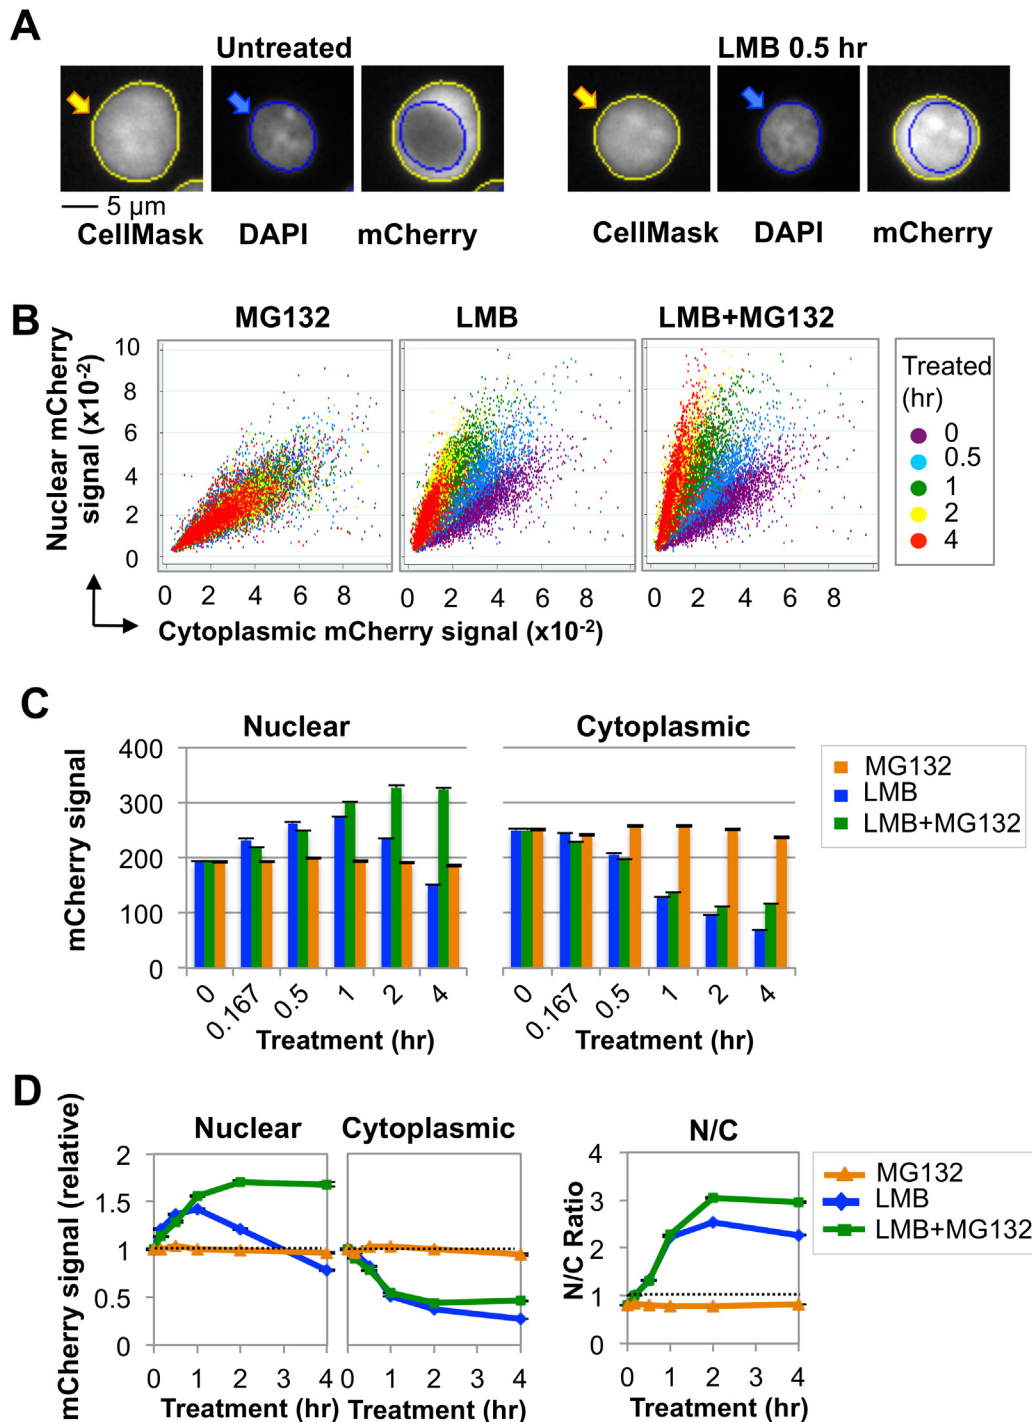 A
Untreated
LMB 0.5 hr
5 µm
CellMask DAPI mCherry
CellMask DAPI mCherry
B
MG132 LMB LMB+MG132
Nuclear mCherry
signal (x10-2)
10
8
6
4
2
0
0 2 4 6 8
0 2 4 6 8
0 2 4 6 8
Cytoplasmic mCherry signal (x10-2)
Treated
(hr)
0
0.5
1
2
4
C
Nuclear
Cytoplasmic
mCherry signal
400
300
200
100
0
0 0.167 0.5 1 2 4
0 0.167 0.5 1 2 4
Treatment (hr)
Treatment (hr)
MG132
LMB
LMB+MG132
D
Nuclear
Cytoplasmic
N/C
mCherry signal (relative)
2
1.5
1
0.5
0
0 1 2 3 4
0 1 2 3 4
Treatment (hr)
Treatment (hr)
N/C Ratio
4
3
2
1
0
0 1 2 3 4
Treatment (hr)
MG132
LMB
LMB+MG132